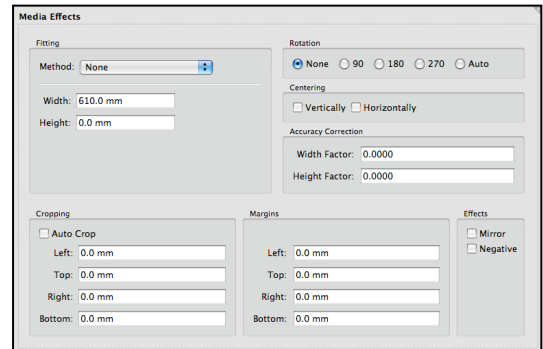 Media Effects
Fitting
Method: None
Width: 610.0 mm
Height: 0.0 mm
Rotation
None 90 180 270 Auto
Centering
Vertically Horizontally
Accuracy Correction
Width Factor: 0.0000
Height Factor: 0.0000
Cropping
Auto Crop
Left: 0.0 mm
Top: 0.0 mm
Right: 0.0 mm
Bottom: 0.0 mm
Margins
Left: 0.0 mm
Top: 0.0 mm
Right: 0.0 mm
Bottom: 0.0 mm
Effects
Mirror
Negative